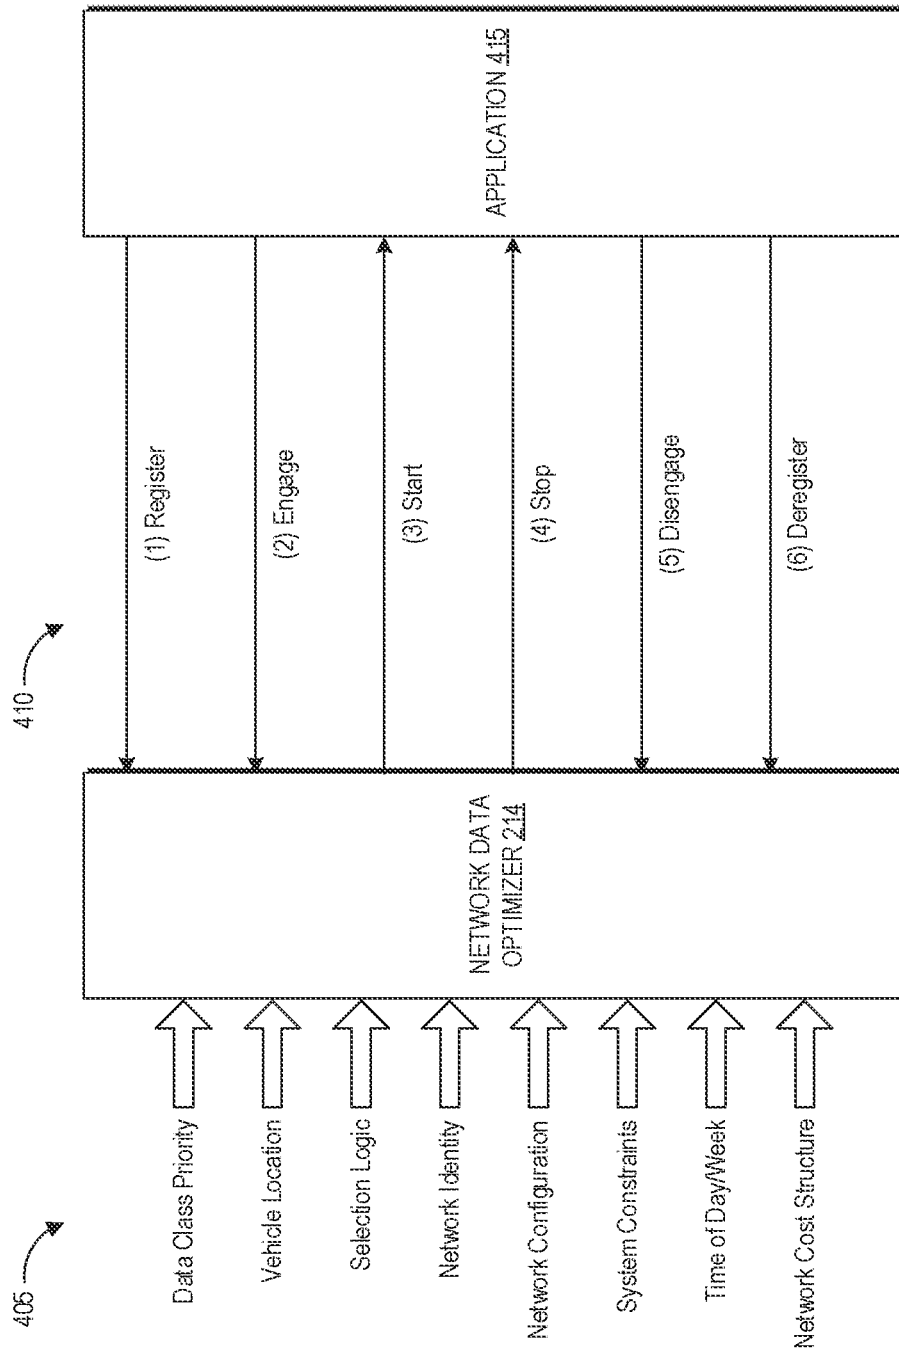 405
Data Class Priority
Vehicle Location
Selection Logic
Network Identity
Network Configuration
System Constraints
Time of Day/Week
Network Cost Structure
NETWORK DATA
OPTIMIZER 214
410
(1) Register
(2) Engage
(3) Start
(4) Stop
(5) Disengage
(6) Deregister
APPLICATION 415